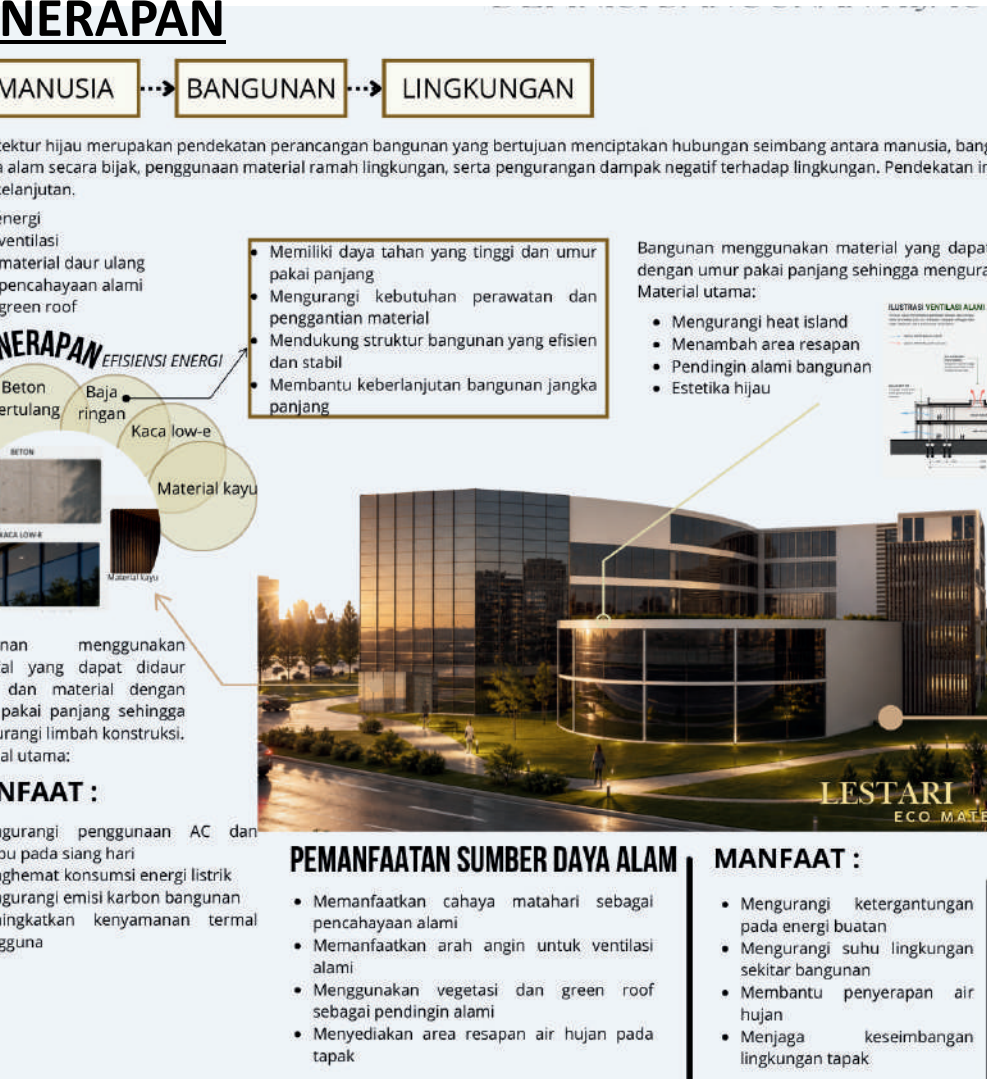 NERAPAN
MANUSIA
BANGUNAN
LINGKUNGAN
tektur hijau merupakan pendekatan perancangan bangunan yang bertujuan menciptakan hubungan seimbang antara manusia, bang
a alam secara bijak, penggunaan material ramah lingkungan, serta pengurangan dampak negatif terhadap lingkungan. Pendekatan in
kelanjutan.
energi
ventilasi
material daur ulang
pencahayaan alami
green roof
NERAPAN
EFISIENSI ENERGI
Beton
ertulang
Baja
ringan
Kaca low-e
Material kayu
BETON
KACA LOW-E
Material kayu
• Memiliki daya tahan yang tinggi dan umur
pakai panjang
• Mengurangi kebutuhan perawatan dan
penggantian material
• Mendukung struktur bangunan yang efisien
dan stabil
• Membantu keberlanjutan bangunan jangka
panjang
Bangunan menggunakan material yang dapat
dengan umur pakai panjang sehingga mengura
Material utama:
• Mengurangi heat island
• Menambah area resapan
• Pendingin alami bangunan
• Estetika hijau
ILUSTRASI VENTILASI ALAMI
nan menggunakan
al yang dapat didaur
dan material dengan
pakai panjang sehingga
urangi limbah konstruksi.
al utama:
NFAAT :
ngurangi penggunaan AC dan
pu pada siang hari
nghemat konsumsi energi listrik
ngurangi emisi karbon bangunan
ningkatkan kenyamanan termal
ngguna
LESTARI
ECO MATE
PEMANFAATAN SUMBER DAYA ALAM
• Memanfaatkan cahaya matahari sebagai
pencahayaan alami
• Memanfaatkan arah angin untuk ventilasi
alami
• Menggunakan vegetasi dan green roof
sebagai pendingin alami
• Menyediakan area resapan air hujan pada
tapak
MANFAAT :
• Mengurangi ketergantungan
pada energi buatan
• Mengurangi suhu lingkungan
sekitar bangunan
• Membantu penyerapan air
hujan
• Menjaga keseimbangan
lingkungan tapak